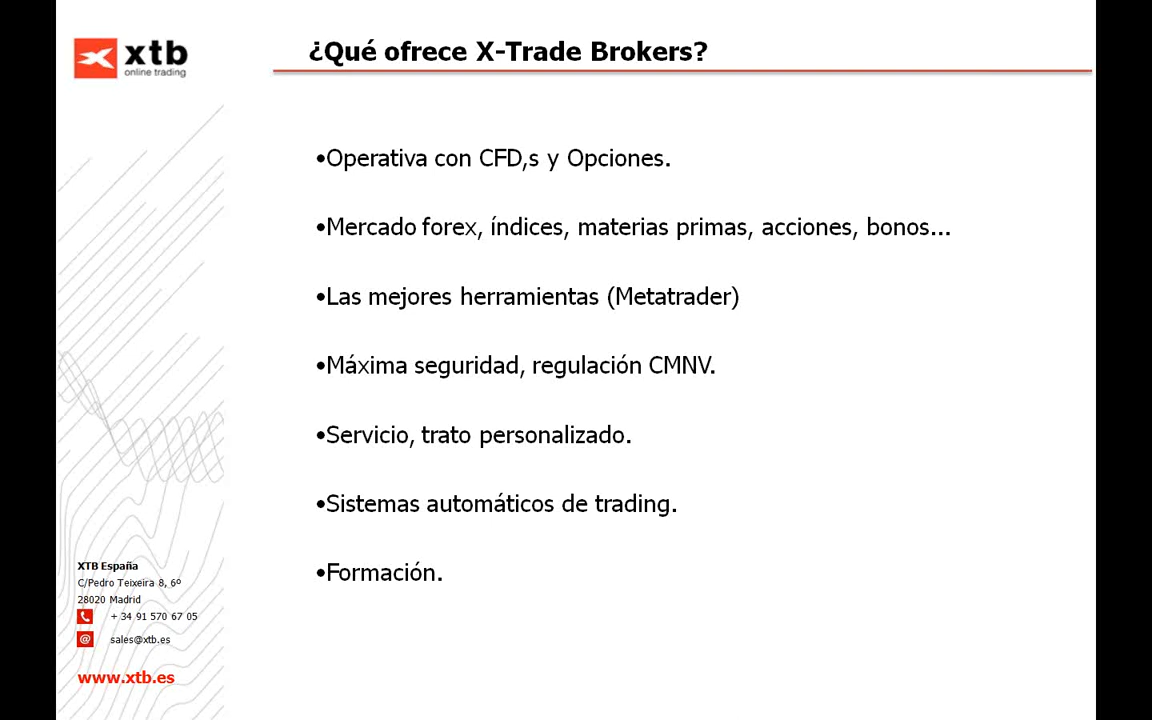 xtb
online trading
¿Qué ofrece X-Trade Brokers?
•Operativa con CFD,s y Opciones.
•Mercado forex, índices, materias primas, acciones, bonos...
•Las mejores herramientas (Metatrader)
•Máxima seguridad, regulación CMNV.
•Servicio, trato personalizado.
•Sistemas automáticos de trading.
•Formación.
XTB España
C/Pedro Teixeira 8, 6º
28020 Madrid
+ 34 91 570 67 05
@ sales@xtb.es
www.xtb.es